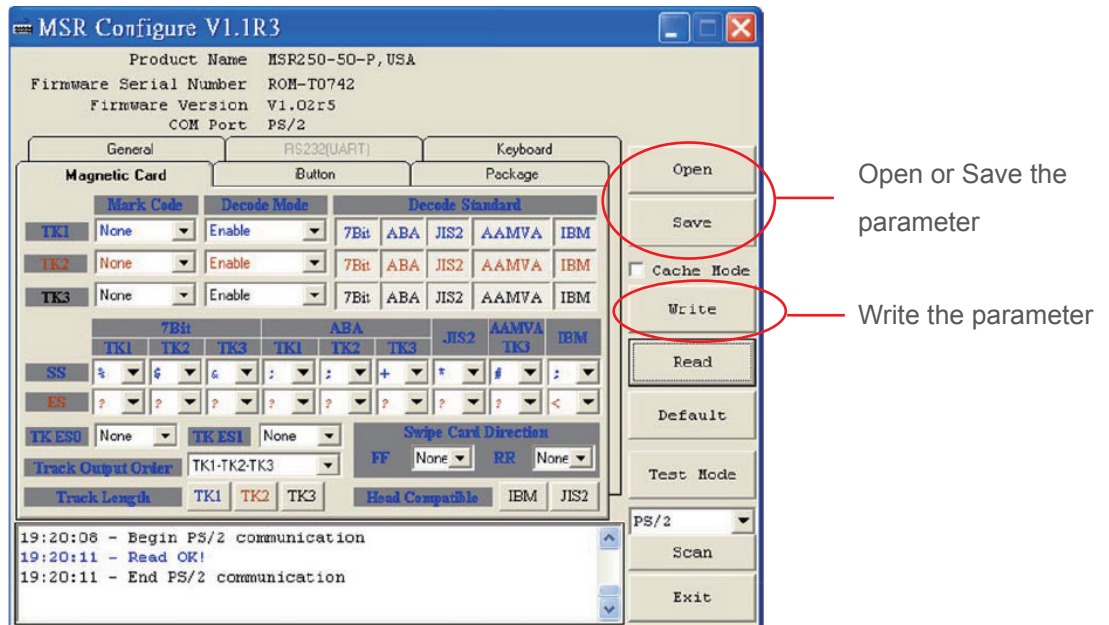 MSR Configure V1.1R3
Product Name MSR250-50-P,USA
Firmware Serial Number ROM-T0742
Firmware Version V1.02r5
COM Port PS/2
General RS232(UART) Keyboard
Magnetic Card iButton Package
Mark Code Decode Mode Decode Standard
TK1 None Enable 7Bit ABA JIS2 AAMVA IBM
TK2 None Enable 7Bit ABA JIS2 AAMVA IBM
TK3 None Enable 7Bit ABA JIS2 AAMVA IBM
7Bit ABA JIS2 AAMVA IBM
TK1 TK2 TK3 TK1 TK2 TK3 TK3
SS % $ & ; ; + * # ;
ES ? ? ? ? ? ? ? ? <
TK ES0 None TK ES1 None Swipe Card Direction
FF None RR None
Track Output Order TK1-TK2-TK3
Track Length TK1 TK2 TK3 Head Compatible IBM JIS2
19:20:08 - Begin PS/2 communication
19:20:11 - Read OK!
19:20:11 - End PS/2 communication
Open
Save
Cache Mode
Write
Read
Default
Test Mode
PS/2
Scan
Exit
Open or Save the
parameter
Write the parameter